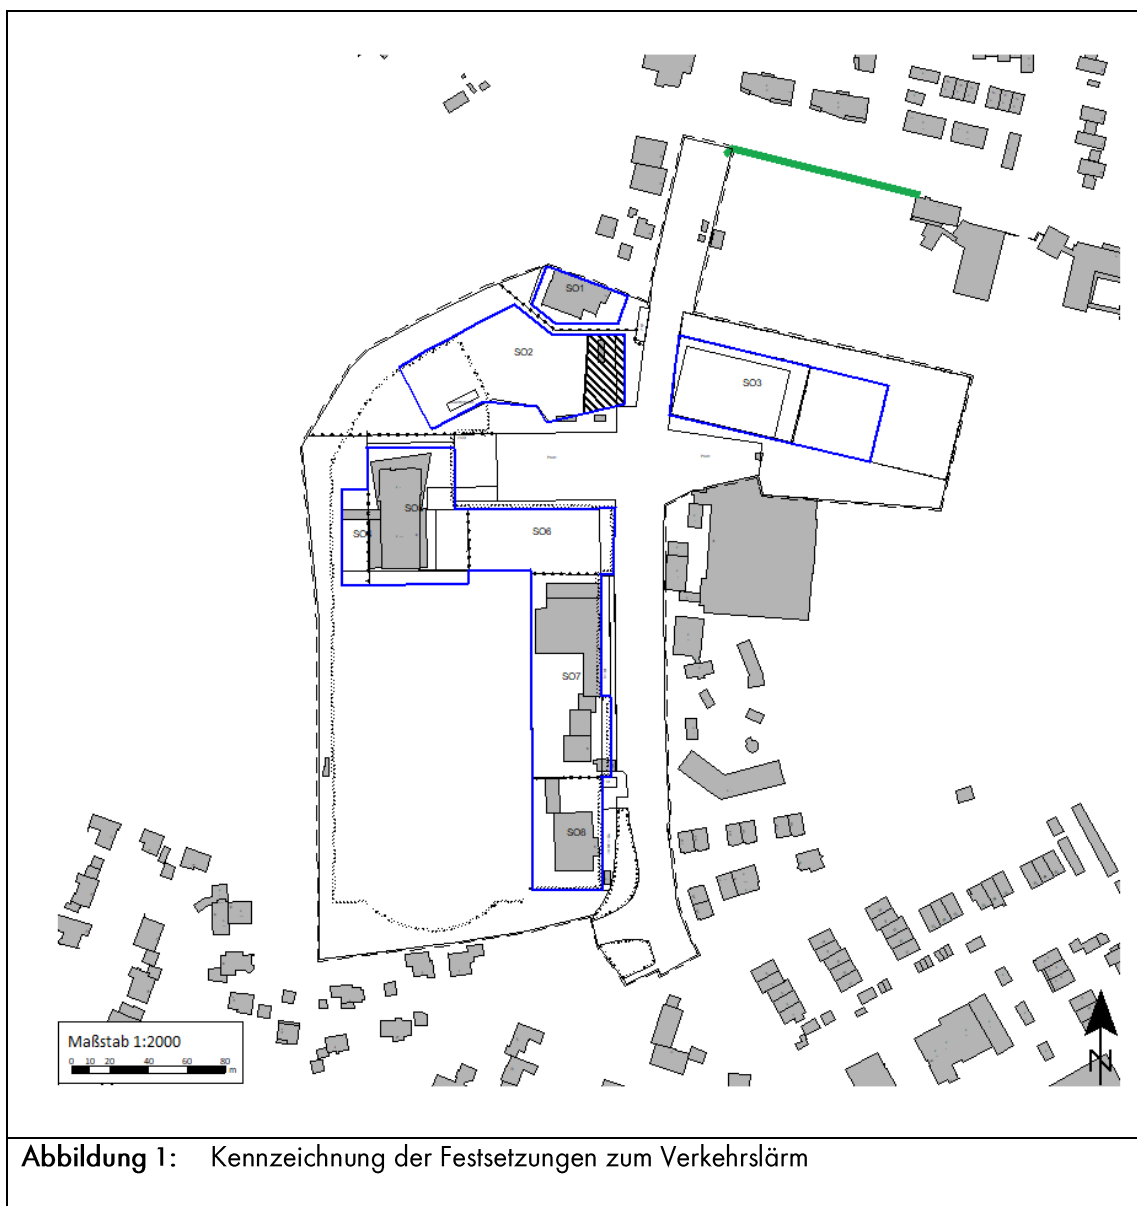 SO1
SO2
SO3
SO6
SO7
SO8
Maßstab 1:2000
0 10 20 40 60 80
m
N
Abbildung 1: Kennzeichnung der Festsetzungen zum Verkehrslärm